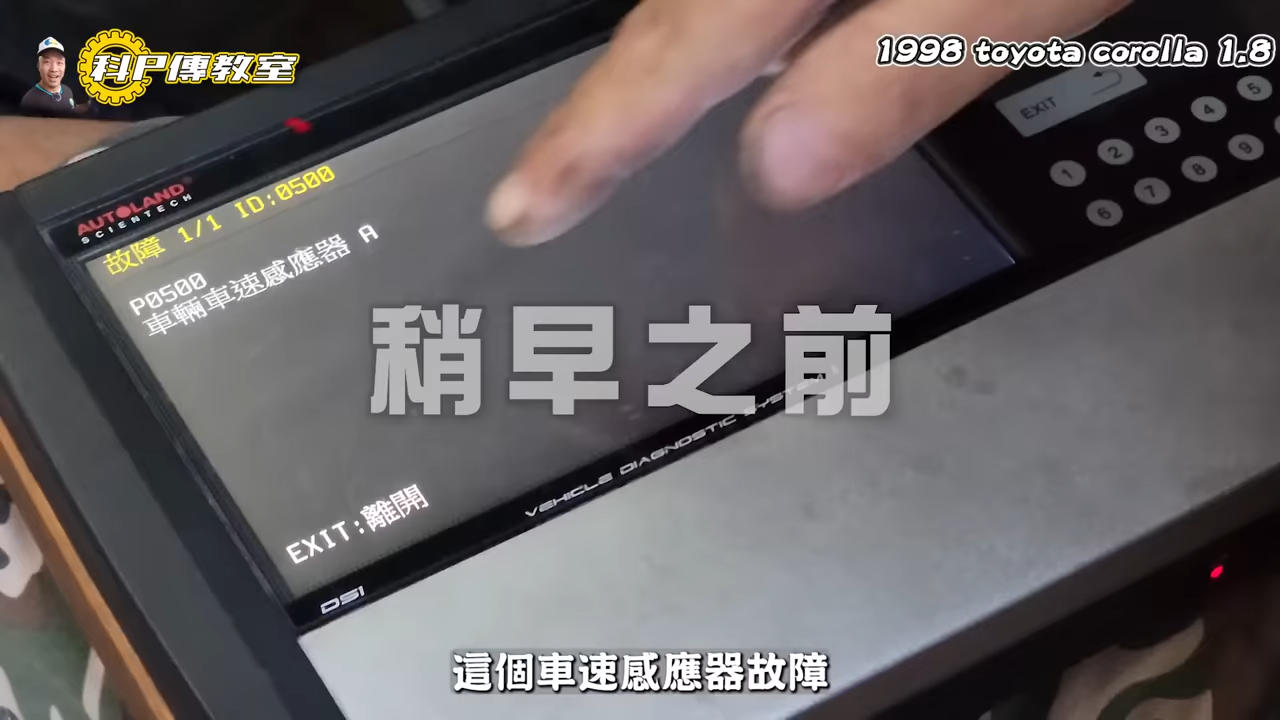 科P傳教室
1998 toyota corolla 1.8
EXIT
1 2 3 4 5
6 7 8 9
AUTOLAND
SCIENTECH
故障 1/1 ID:0500
P0500
車輛車速感應器 A
稍早之前
VEHICLE DIAGNOSTIC SYSTEM
EXIT:離開
DS1
這個車速感應器故障